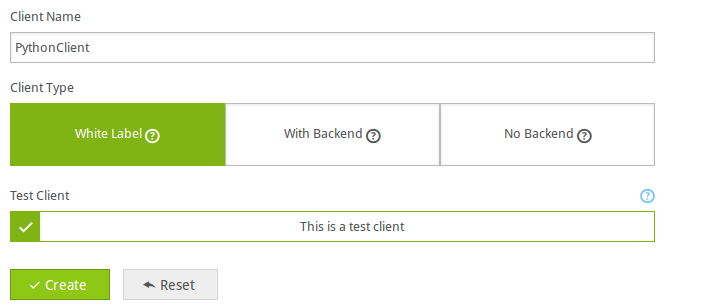 Client Name
PythonClient
Client Type
White Label ? With Backend ? No Backend ?
Test Client ?
This is a test client
Create Reset